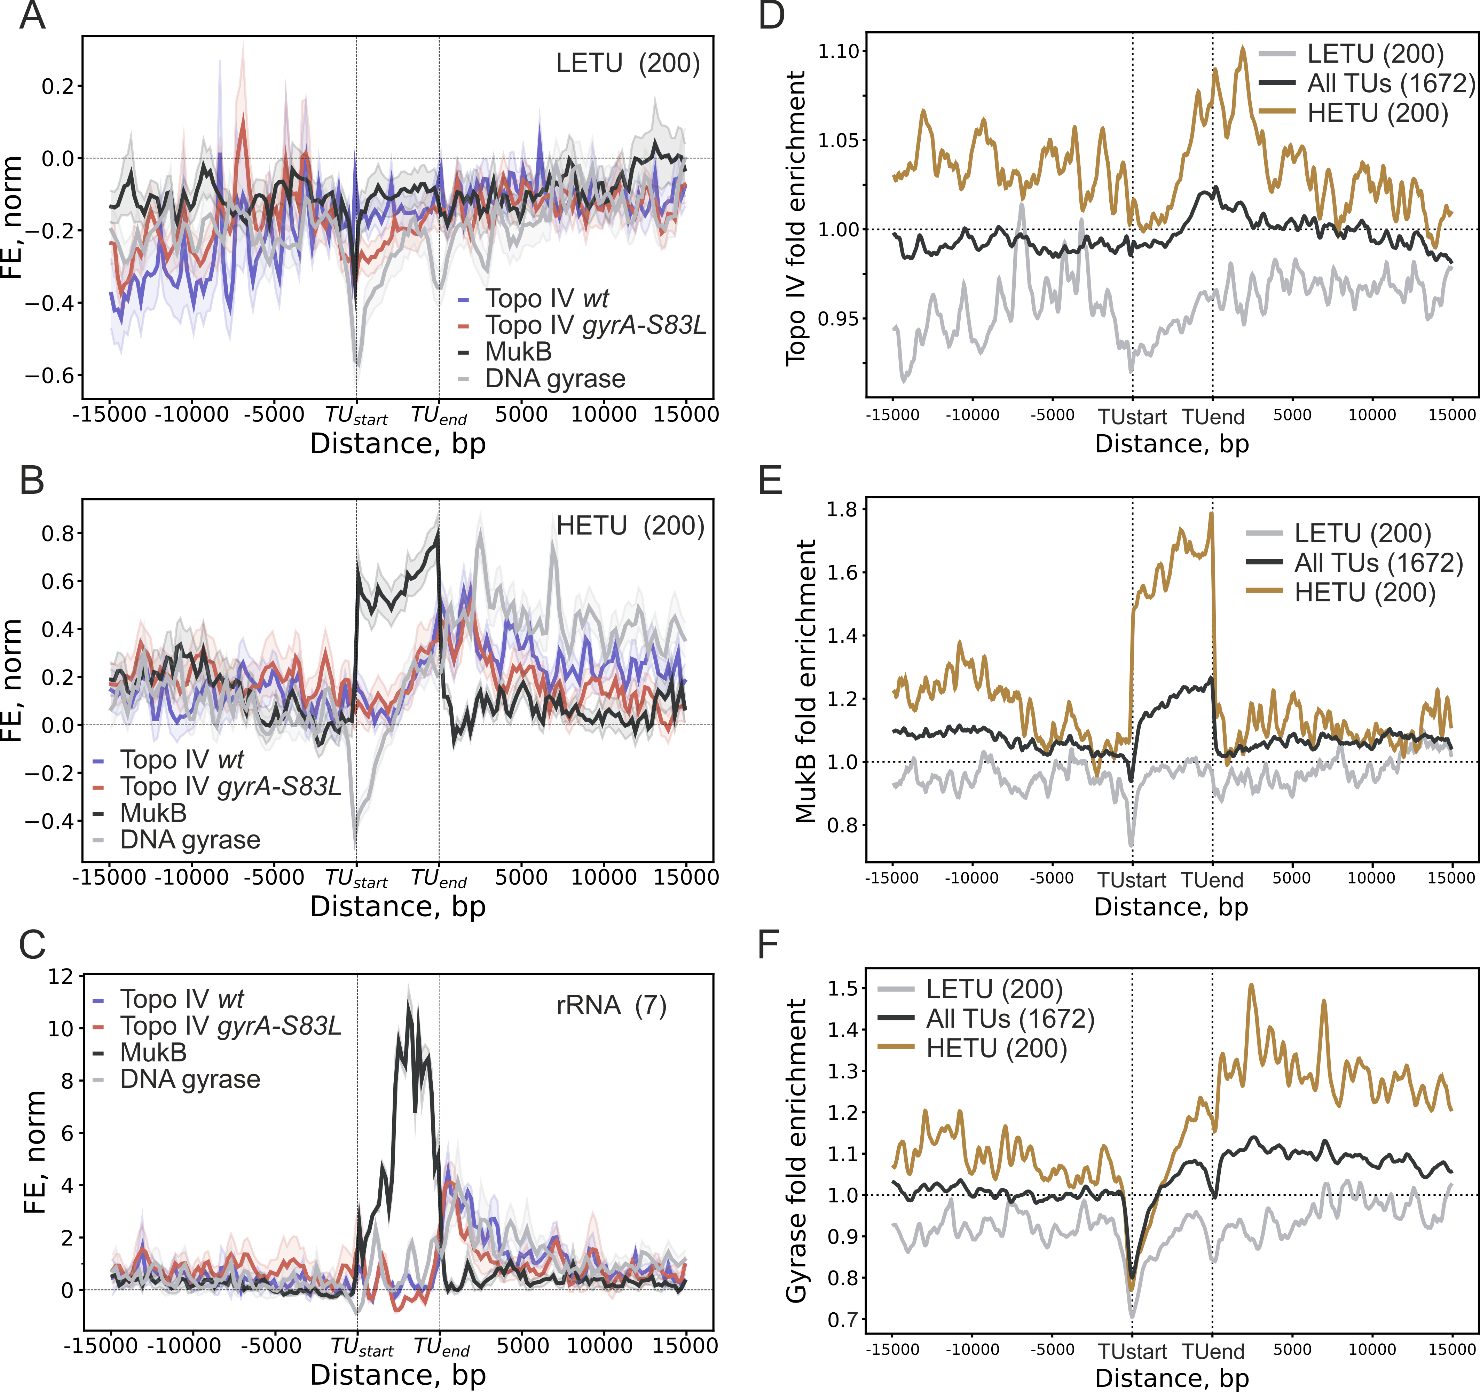 A
LETU (200)
FE, norm
0.2
0.0
−0.2
−0.4
−0.6
Topo IV wt
Topo IV gyrA-S83L
MukB
DNA gyrase
-15000 -10000 -5000 TUstart TUend 5000 10000 15000
Distance, bp
B
HETU (200)
FE, norm
0.8
0.6
0.4
0.2
0.0
−0.2
−0.4
Topo IV wt
Topo IV gyrA-S83L
MukB
DNA gyrase
-15000 -10000 -5000 TUstart TUend 5000 10000 15000
Distance, bp
C
rRNA (7)
FE, norm
12
10
8
6
4
2
0
Topo IV wt
Topo IV gyrA-S83L
MukB
DNA gyrase
-15000 -10000 -5000 TUstart TUend 5000 10000 15000
Distance, bp
D
Topo IV fold enrichment
1.10
1.05
1.00
0.95
LETU (200)
All TUs (1672)
HETU (200)
-15000 -10000 -5000 TUstart TUend 5000 10000 15000
Distance, bp
E
MukB fold enrichment
1.8
1.6
1.4
1.2
1.0
0.8
LETU (200)
All TUs (1672)
HETU (200)
-15000 -10000 -5000 TUstart TUend 5000 10000 15000
Distance, bp
F
Gyrase fold enrichment
1.5
1.4
1.3
1.2
1.1
1.0
0.9
0.8
0.7
LETU (200)
All TUs (1672)
HETU (200)
-15000 -10000 -5000 TUstart TUend 5000 10000 15000
Distance, bp